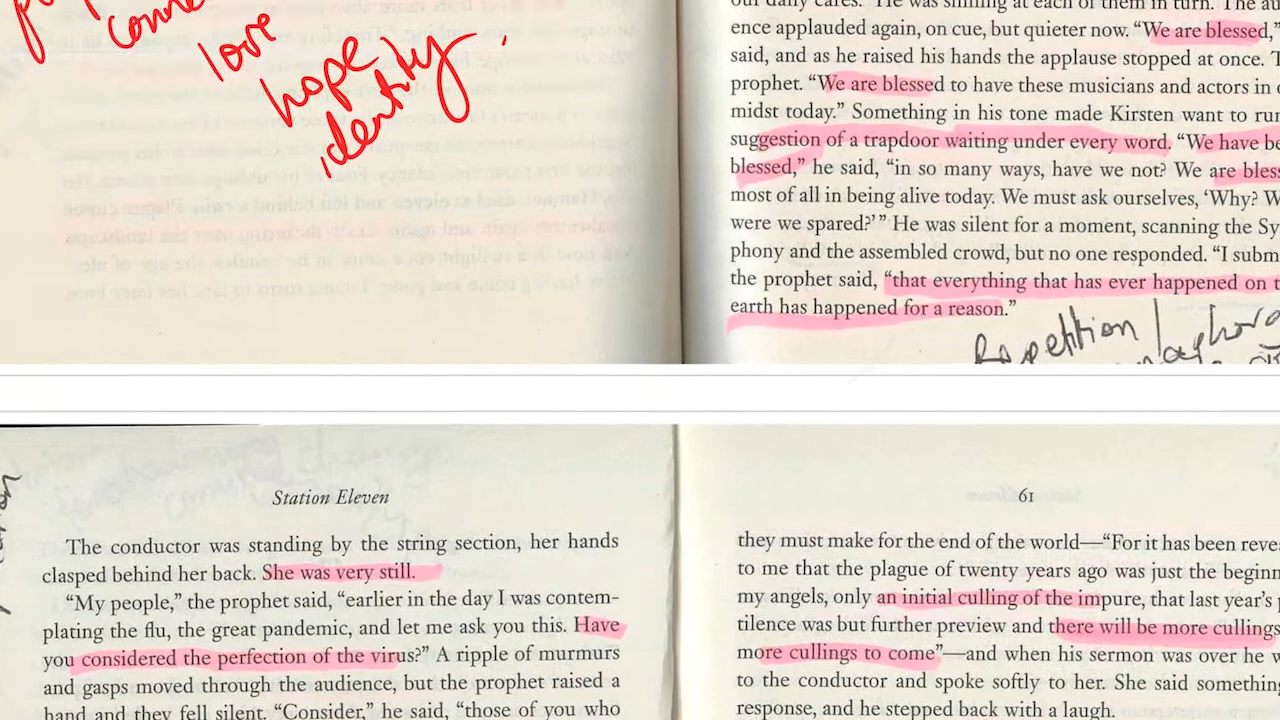 love
hope
identity.
our daily cares." He was smiling at each of them in turn. The au
ence applauded again, on cue, but quieter now. "We are blessed,"
said, and as he raised his hands the applause stopped at once.
prophet. "We are blessed to have these musicians and actors in
midst today." Something in his tone made Kirsten want to run
suggestion of a trapdoor waiting under every word. "We have be
blessed," he said, "in so many ways, have we not? We are bless
most of all in being alive today. We must ask ourselves, 'Why? W
were we spared?'" He was silent for a moment, scanning the Sy
phony and the assembled crowd, but no one responded. "I subm
the prophet said, "that everything that has ever happened on t
earth has happened for a reason."
Repetition /
Station Eleven
The conductor was standing by the string section, her hands
clasped behind her back. She was very still.
"My people," the prophet said, "earlier in the day I was contem-
plating the flu, the great pandemic, and let me ask you this. Have
you considered the perfection of the virus?" A ripple of murmurs
and gasps moved through the audience, but the prophet raised a
hand and they fell silent. "Consider," he said, "those of you who
61
they must make for the end of the world—"For it has been reve
to me that the plague of twenty years ago was just the beginn
my angels, only an initial culling of the impure, that last year's
tilence was but further preview and there will be more cullings
more cullings to come"—and when his sermon was over he w
to the conductor and spoke softly to her. She said something
response, and he stepped back with a laugh.